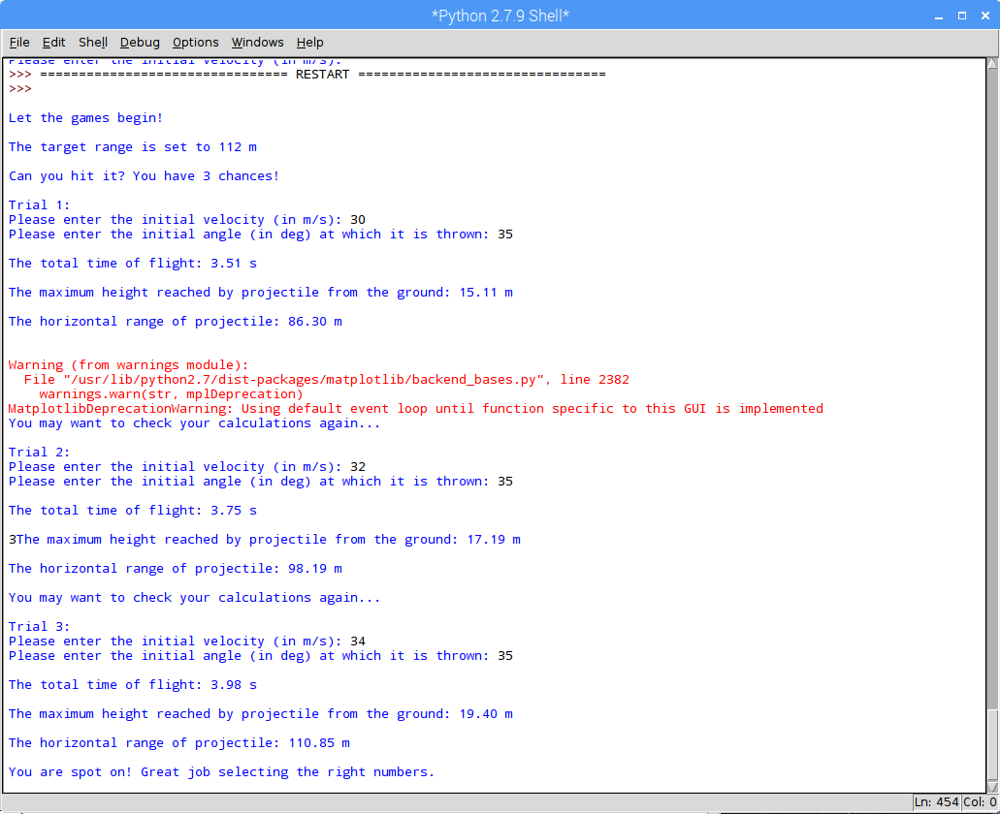 *Python 2.7.9 Shell*
File Edit Shell Debug Options Windows Help
Please enter the initial velocity (in m/s):
>>> ================================ RESTART ================================
>>>
Let the games begin!
The target range is set to 112 m
Can you hit it? You have 3 chances!
Trial 1:
Please enter the initial velocity (in m/s): 30
Please enter the initial angle (in deg) at which it is thrown: 35
The total time of flight: 3.51 s
The maximum height reached by projectile from the ground: 15.11 m
The horizontal range of projectile: 86.30 m
Warning (from warnings module):
  File "/usr/lib/python2.7/dist-packages/matplotlib/backend_bases.py", line 2382
    warnings.warn(str, mplDeprecation)
MatplotlibDeprecationWarning: Using default event loop until function specific to this GUI is implemented
You may want to check your calculations again...
Trial 2:
Please enter the initial velocity (in m/s): 32
Please enter the initial angle (in deg) at which it is thrown: 35
The total time of flight: 3.75 s
3The maximum height reached by projectile from the ground: 17.19 m
The horizontal range of projectile: 98.19 m
You may want to check your calculations again...
Trial 3:
Please enter the initial velocity (in m/s): 34
Please enter the initial angle (in deg) at which it is thrown: 35
The total time of flight: 3.98 s
The maximum height reached by projectile from the ground: 19.40 m
The horizontal range of projectile: 110.85 m
You are spot on! Great job selecting the right numbers.
Ln: 454 Col: 0